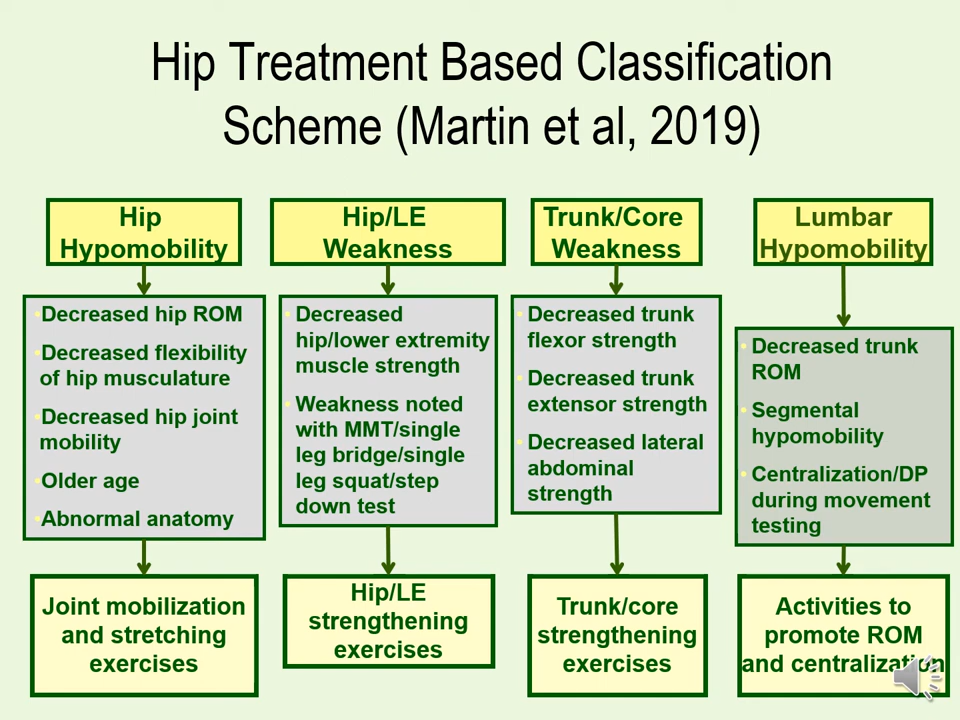 Hip Treatment Based Classification
Scheme (Martin et al, 2019)
Hip
Hypomobility
Hip/LE
Weakness
Trunk/Core
Weakness
Lumbar
Hypomobility
•Decreased hip ROM
•Decreased flexibility
of hip musculature
•Decreased hip joint
mobility
•Older age
•Abnormal anatomy
• Decreased
hip/lower extremity
muscle strength
• Weakness noted
with MMT/single
leg bridge/single
leg squat/step
down test
• Decreased trunk
flexor strength
• Decreased trunk
extensor strength
• Decreased lateral
abdominal
strength
• Decreased trunk
ROM
• Segmental
hypomobility
• Centralization/DP
during movement
testing
Joint mobilization
and stretching
exercises
Hip/LE
strengthening
exercises
Trunk/core
strengthening
exercises
Activities to
promote ROM
and centralization